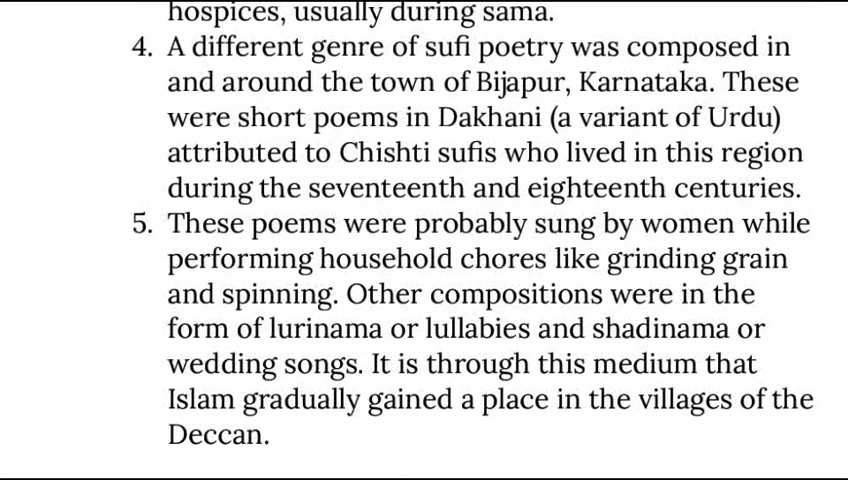 hospices, usually during sama.
4. A different genre of sufi poetry was composed in
and around the town of Bijapur, Karnataka. These
were short poems in Dakhani (a variant of Urdu)
attributed to Chishti sufis who lived in this region
during the seventeenth and eighteenth centuries.
5. These poems were probably sung by women while
performing household chores like grinding grain
and spinning. Other compositions were in the
form of lurinama or lullabies and shadinama or
wedding songs. It is through this medium that
Islam gradually gained a place in the villages of the
Deccan.